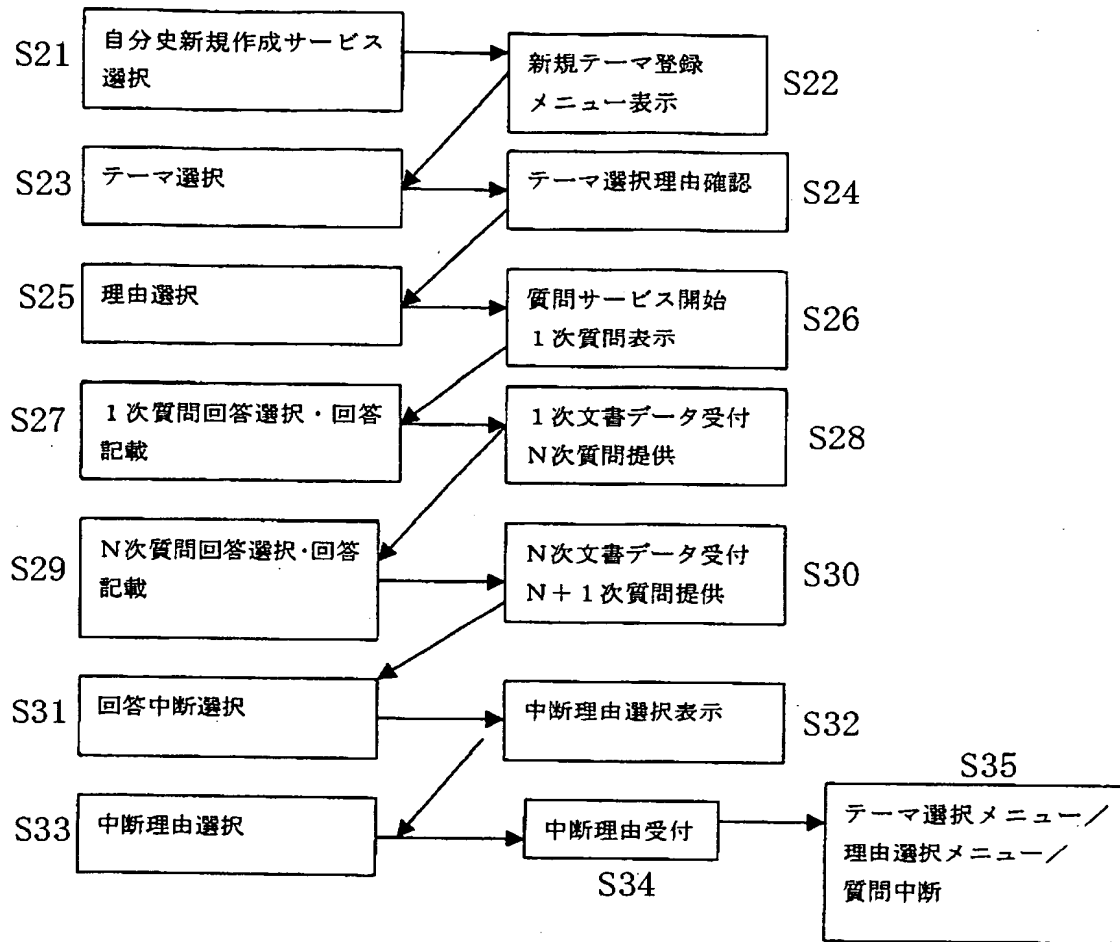 S21
自分史新規作成サービス
選択
新規テーマ登録
メニュー表示
S22
S23
テーマ選択
テーマ選択理由確認
S24
S25
理由選択
質問サービス開始
1次質問表示
S26
S27
1次質問回答選択・回答
記載
1次文書データ受付
N次質問提供
S28
S29
N次質問回答選択・回答
記載
N次文書データ受付
N+1次質問提供
S30
S31
回答中断選択
中断理由選択表示
S32
S33
中断理由選択
中断理由受付
S34
S35
テーマ選択メニュー/
理由選択メニュー/
質問中断